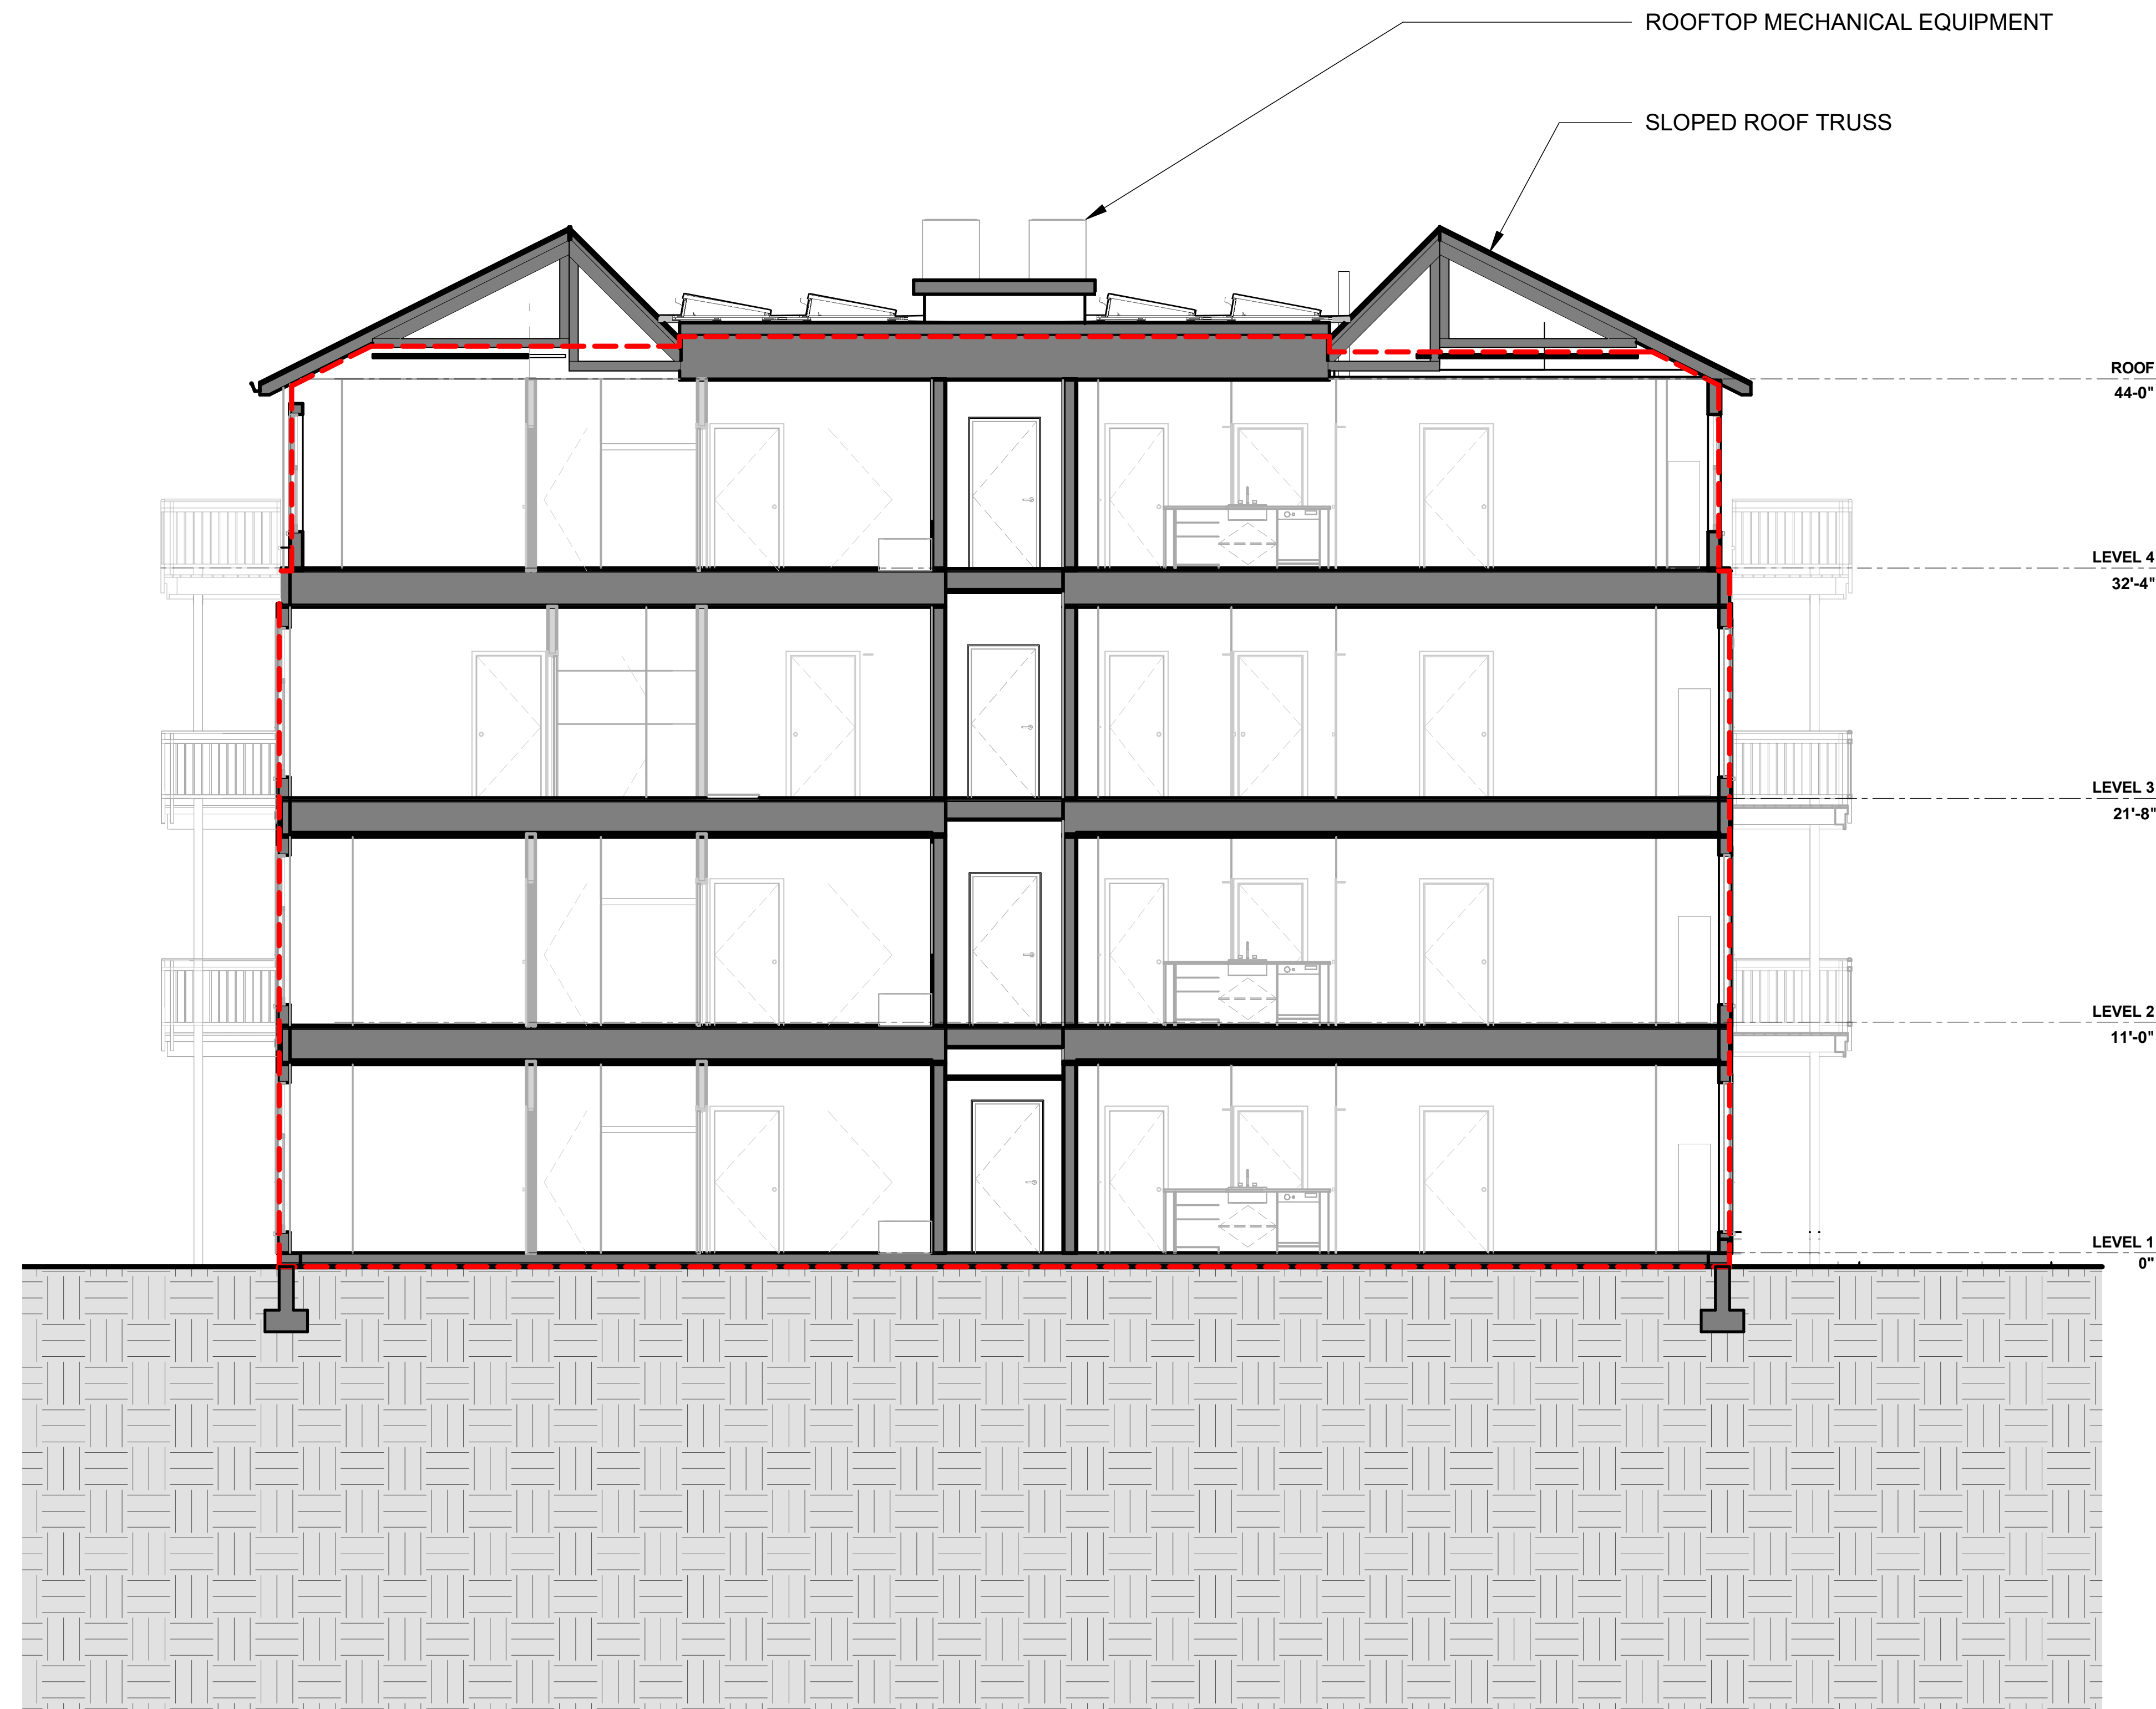 ROOFTOP MECHANICAL EQUIPMENT
SLOPED ROOF TRUSS
ROOF
44-0"
LEVEL 4
32'-4"
LEVEL 3
21'-8"
LEVEL 2
11'-0"
LEVEL 1
0"